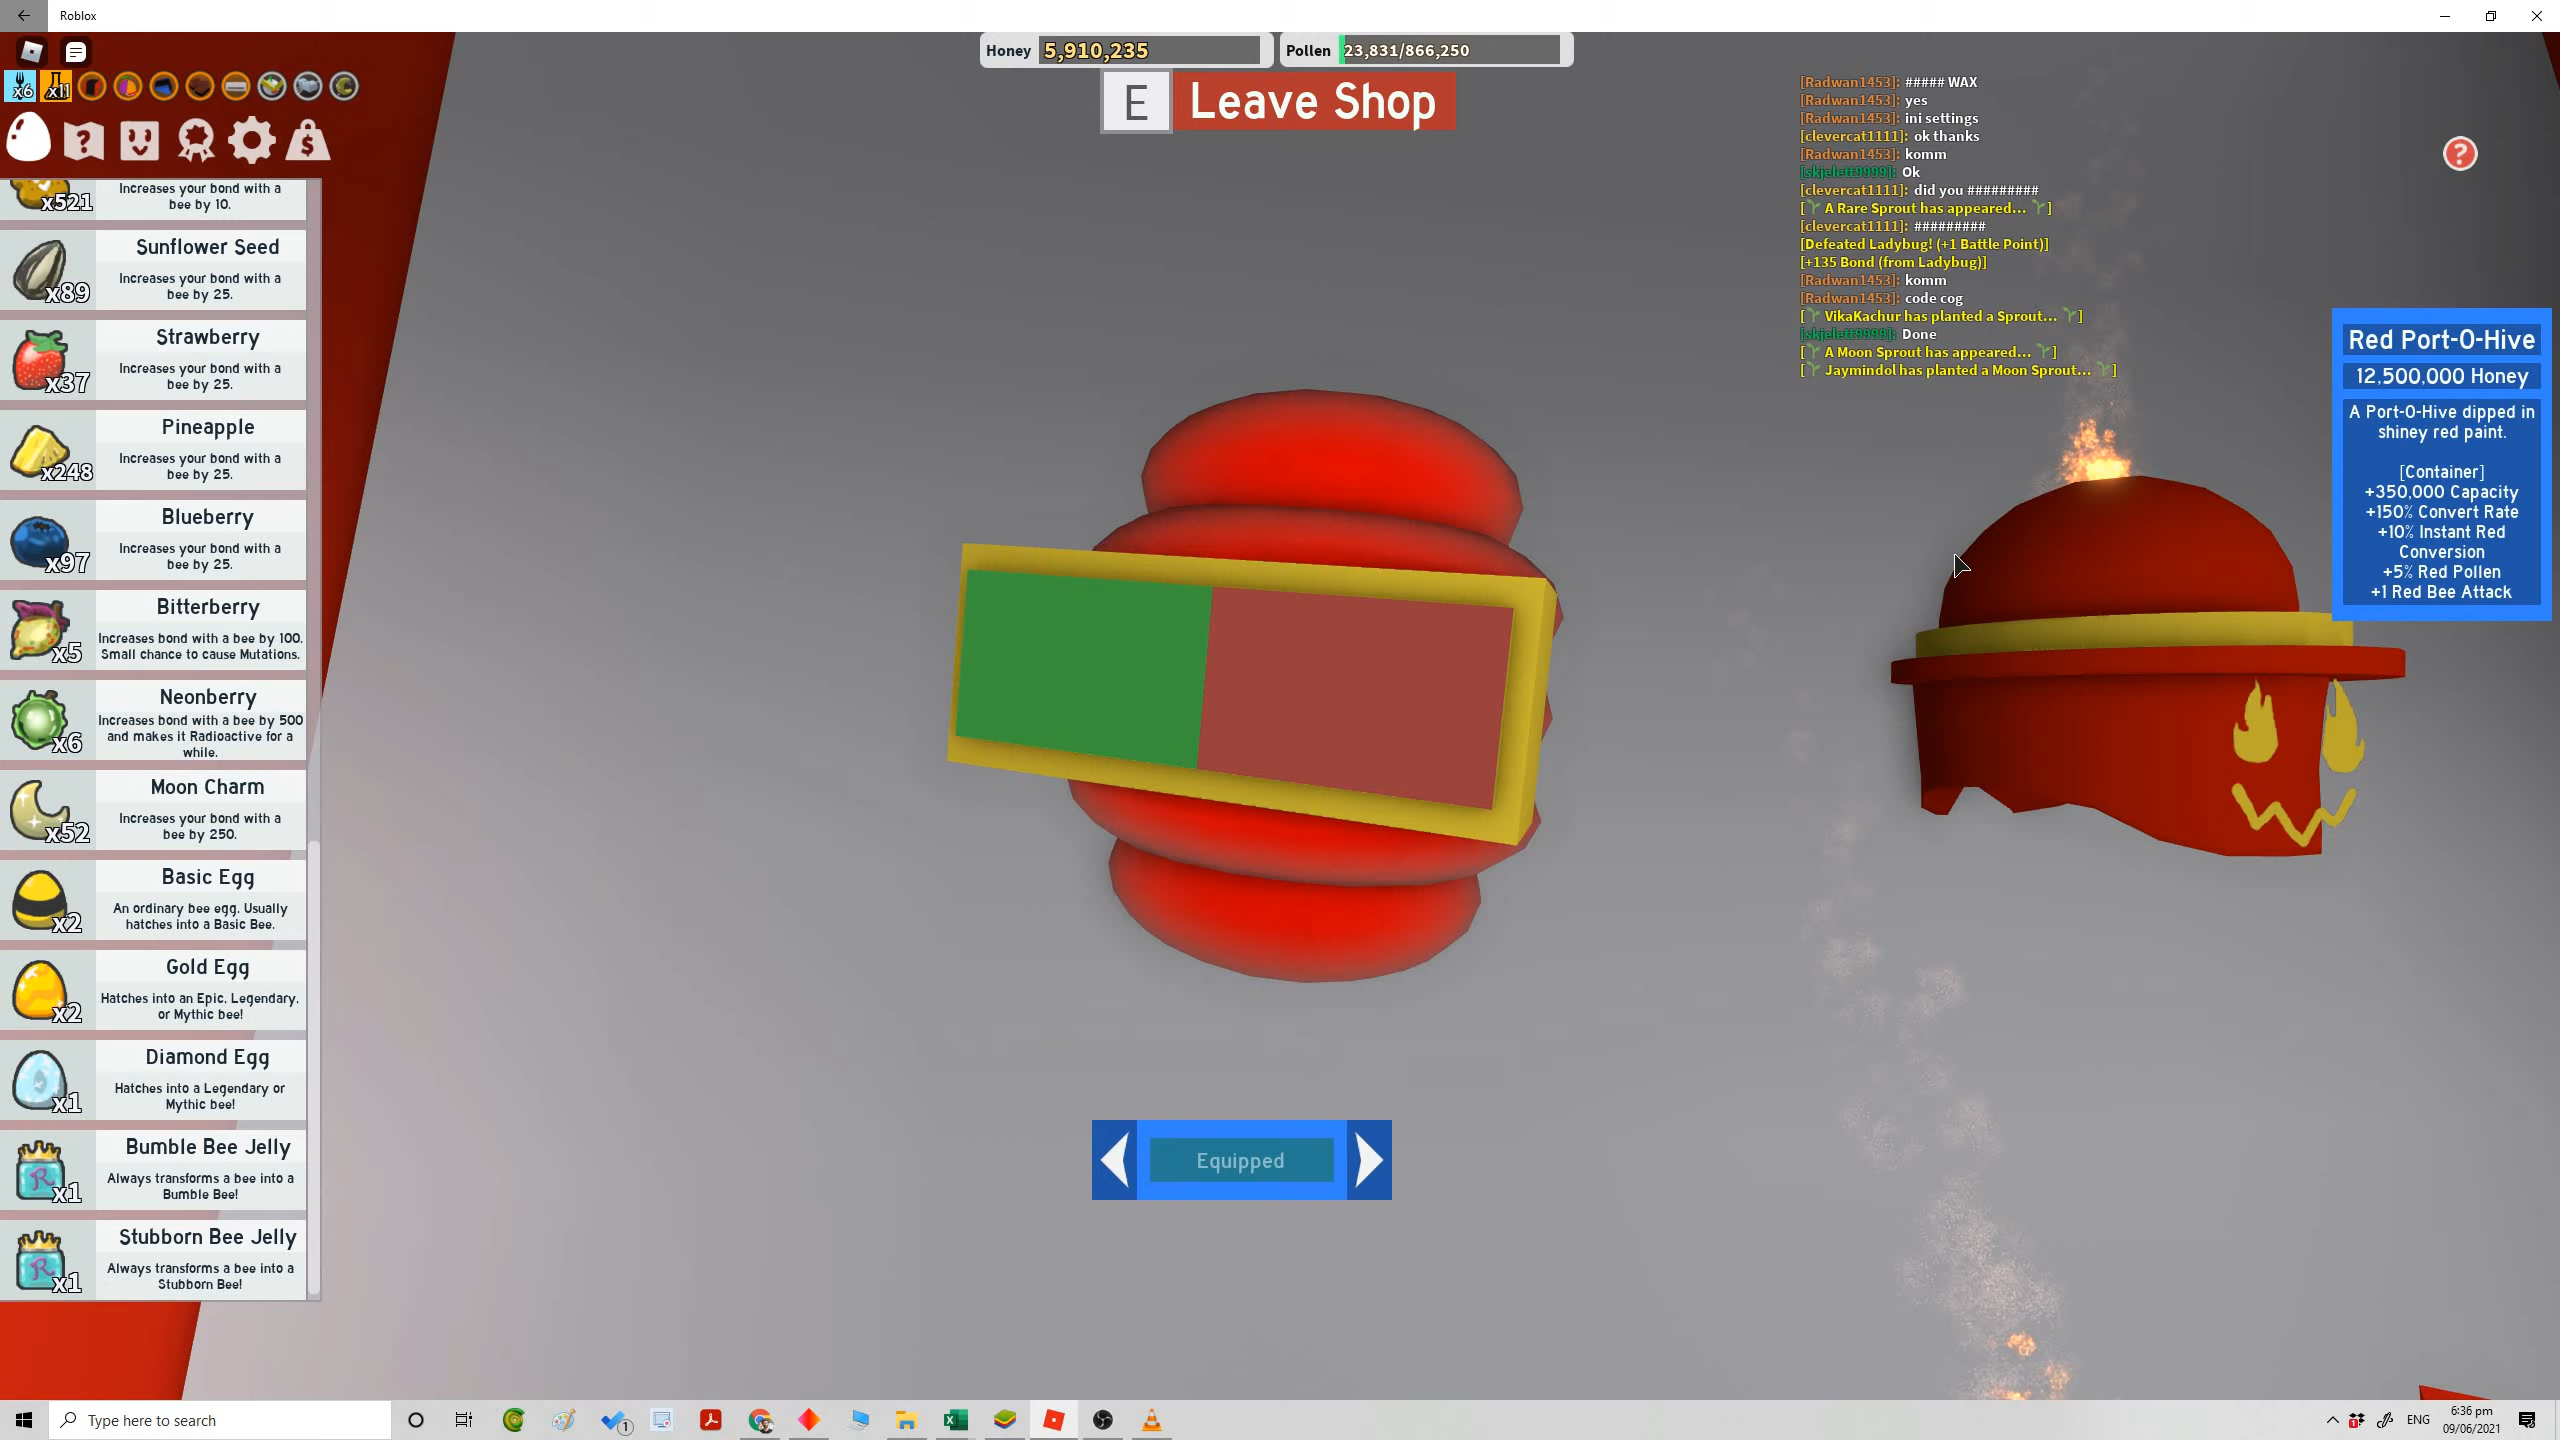 Roblox
Honey 5,910,235
Pollen 23,831/866,250
E Leave Shop
x6
x11
x521
Increases your bond with a
bee by 10.
Sunflower Seed
x89
Increases your bond with a
bee by 25.
Strawberry
x37
Increases your bond with a
bee by 25.
Pineapple
x248
Increases your bond with a
bee by 25.
Blueberry
x97
Increases your bond with a
bee by 25.
Bitterberry
x5
Increases bond with a bee by 100.
Small chance to cause Mutations.
Neonberry
x6
Increases bond with a bee by 500
and makes it Radioactive for a
while.
Moon Charm
x52
Increases your bond with a
bee by 250.
Basic Egg
x2
An ordinary bee egg. Usually
hatches into a Basic Bee.
Gold Egg
x2
Hatches into an Epic, Legendary,
or Mythic bee!
Diamond Egg
x1
Hatches into a Legendary or
Mythic bee!
Bumble Bee Jelly
R
x1
Always transforms a bee into a
Bumble Bee!
Stubborn Bee Jelly
R
x1
Always transforms a bee into a
Stubborn Bee!
[Radwan1453]: ##### WAX
[Radwan1453]: yes
[Radwan1453]: ini settings
[clevercat1111]: ok thanks
[Radwan1453]: komm
[skjelett9999]: Ok
[clevercat1111]: did you #########
[ A Rare Sprout has appeared... ]
[clevercat1111]: #########
[Defeated Ladybug! (+1 Battle Point)]
[+135 Bond (from Ladybug)]
[Radwan1453]: komm
[Radwan1453]: code cog
[ VikaKachur has planted a Sprout... ]
[skjelett9999]: Done
[ A Moon Sprout has appeared... ]
[ Jaymindol has planted a Moon Sprout... ]
?
Red Port-O-Hive
12,500,000 Honey
A Port-O-Hive dipped in
shiney red paint.
[Container]
+350,000 Capacity
+150% Convert Rate
+10% Instant Red
Conversion
+5% Red Pollen
+1 Red Bee Attack
Equipped
Type here to search
1
ENG
6:36 pm
09/06/2021